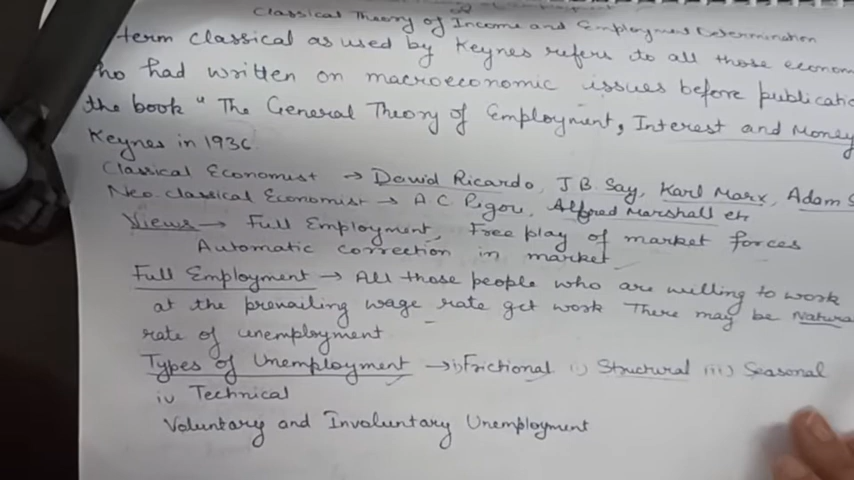 Classical Theory of Income and Employment Determination
term classical as used by Keynes refers to all those econom
ho had written on macroeconomic issues before publicatio
the book " The General Theory of Employment, Interest and Money
Keynes in 1936.
Classical Economist → David Ricardo, J B. Say, Karl Marx, Adam S
Neo classical Economist → A C Pigou, Alfred Marshall etc
Views → Full Employment, Free play of market forces
Automatic correction in market
Full Employment → All those people who are willing to work
at the prevailing wage rate get work There may be Natura
rate of unemployment
Types of Unemployment → i) Frictional ii) Structural iii) Seasonal
iv Technical
Voluntary and Involuntary Unemployment